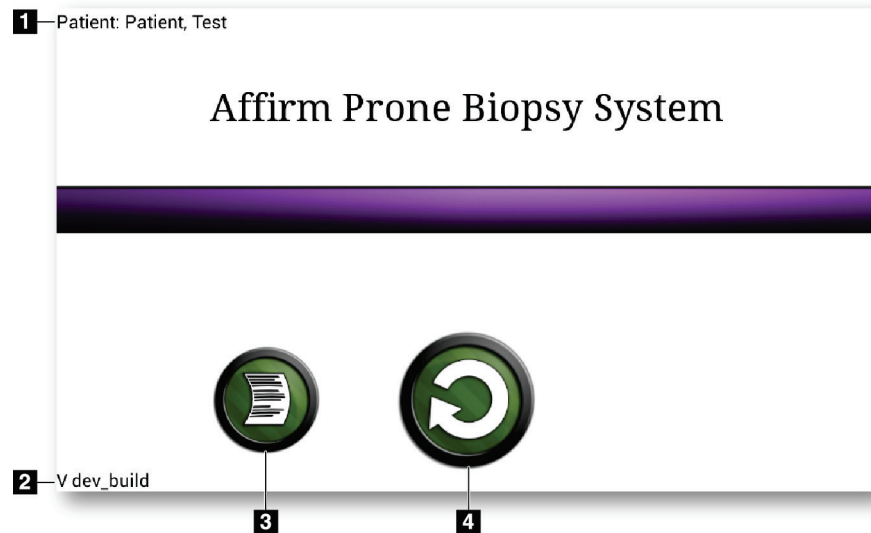 1 Patient: Patient, Test
Affirm Prone Biopsy System
2 V dev_build
3 4